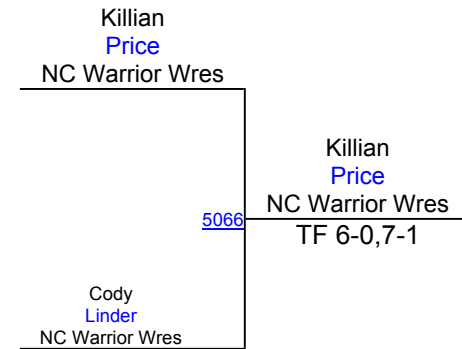 Killian
Price
NC Warrior Wres
Killian
Price
NC Warrior Wres
5066
TF 6-0,7-1
Cody
Linder
NC Warrior Wres